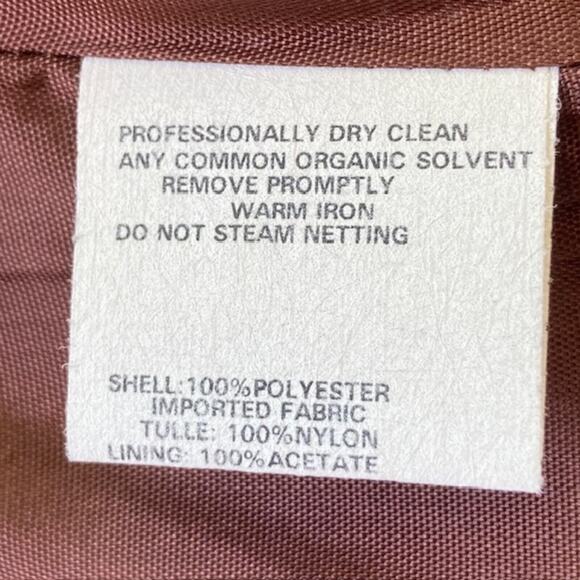 PROFESSIONALLY DRY CLEAN
ANY COMMON ORGANIC SOLVENT
REMOVE PROMPTLY
WARM IRON
DO NOT STEAM NETTING
SHELL:100%POLYESTER
IMPORTED FABRIC
TULLE: 100%NYLON
LINING: 100%ACETATE